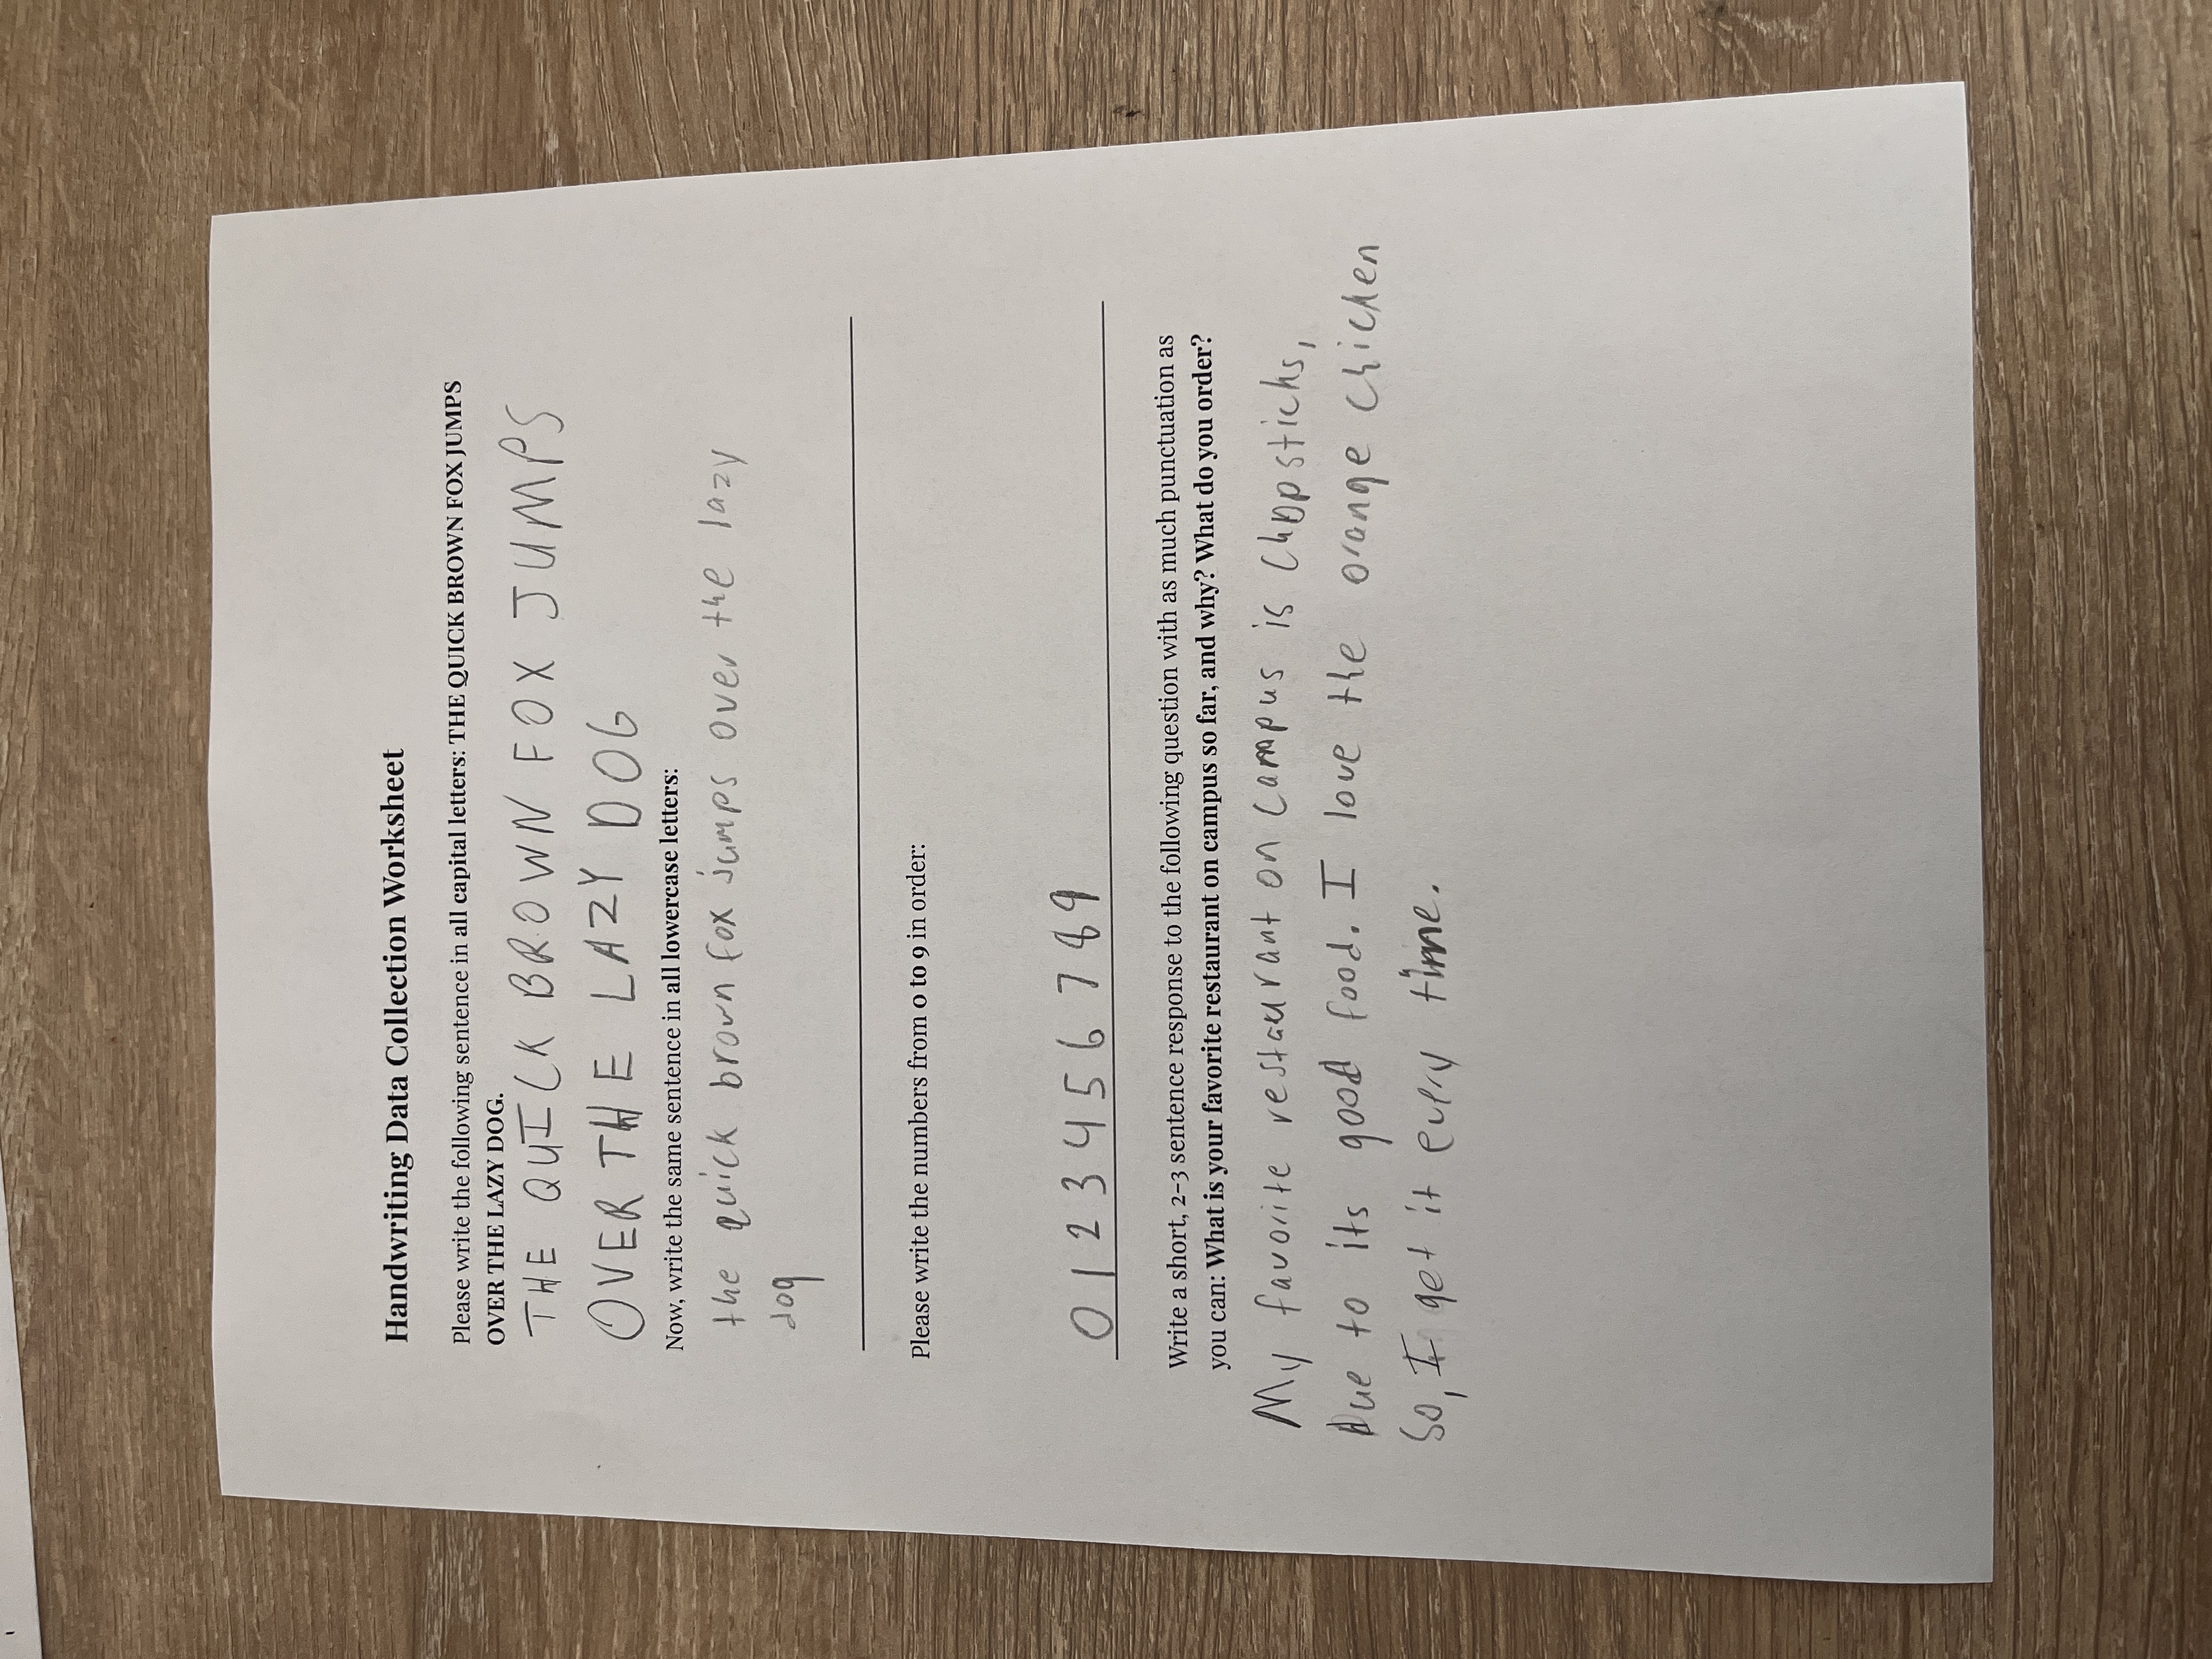 Handwriting Data Collection Worksheet
Please write the following sentence in all capital letters: THE QUICK BROWN FOX JUMPS
OVER THE LAZY DOG.
THE QUICK BROWN FOX JUMPS
OVER THE LAZY DOG
Now, write the same sentence in all lowercase letters:
the quick brown fox jumps over the lazy
dog
Please write the numbers from 0 to 9 in order:
0 1 2 3 4 5 6 7 8 9
Write a short, 2-3 sentence response to the following question with as much punctuation as
you can: What is your favorite restaurant on campus so far, and why? What do you order?
My favorite restaurant on campus is Chopsticks,
Due to its good food. I love the orange chicken
So, I get it every time.